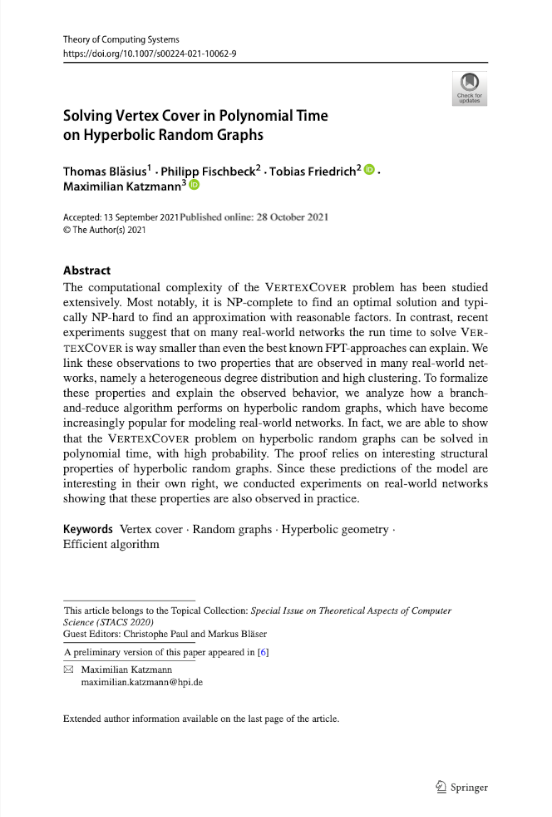 Theory of Computing Systems
https://doi.org/10.1007/s00224-021-10062-9
Check for
updates
Solving Vertex Cover in Polynomial Time
on Hyperbolic Random Graphs
Thomas Bläsius1 · Philipp Fischbeck2 · Tobias Friedrich2 iD ·
Maximilian Katzmann3 iD
Accepted: 13 September 2021 Published online: 28 October 2021
© The Author(s) 2021
Abstract
The computational complexity of the VERTEXCOVER problem has been studied
extensively. Most notably, it is NP-complete to find an optimal solution and typi-
cally NP-hard to find an approximation with reasonable factors. In contrast, recent
experiments suggest that on many real-world networks the run time to solve VER-
TEXCOVER is way smaller than even the best known FPT-approaches can explain. We
link these observations to two properties that are observed in many real-world net-
works, namely a heterogeneous degree distribution and high clustering. To formalize
these properties and explain the observed behavior, we analyze how a branch-
and-reduce algorithm performs on hyperbolic random graphs, which have become
increasingly popular for modeling real-world networks. In fact, we are able to show
that the VERTEXCOVER problem on hyperbolic random graphs can be solved in
polynomial time, with high probability. The proof relies on interesting structural
properties of hyperbolic random graphs. Since these predictions of the model are
interesting in their own right, we conducted experiments on real-world networks
showing that these properties are also observed in practice.
Keywords Vertex cover · Random graphs · Hyperbolic geometry ·
Efficient algorithm
This article belongs to the Topical Collection: Special Issue on Theoretical Aspects of Computer
Science (STACS 2020)
Guest Editors: Christophe Paul and Markus Bläser
A preliminary version of this paper appeared in [6]
✉ Maximilian Katzmann
maximilian.katzmann@hpi.de
Extended author information available on the last page of the article.
Springer